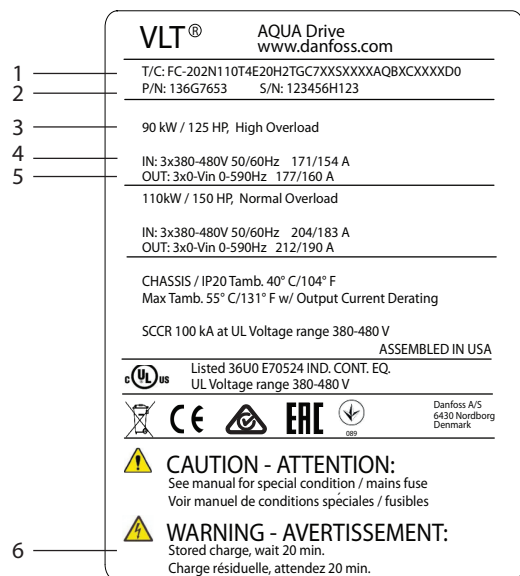 VLT® AQUA Drive
www.danfoss.com
1 T/C: FC-202N110T4E20H2TGC7XXSXXXXAQBXCXXXXD0
2 P/N: 136G7653 S/N: 123456H123
3 90 kW / 125 HP, High Overload
4 IN: 3x380-480V 50/60Hz 171/154 A
5 OUT: 3x0-Vin 0-590Hz 177/160 A
110kW / 150 HP, Normal Overload
IN: 3x380-480V 50/60Hz 204/183 A
OUT: 3x0-Vin 0-590Hz 212/190 A
CHASSIS / IP20 Tamb. 40° C/104° F
Max Tamb. 55° C/131° F w/ Output Current Derating
SCCR 100 kA at UL Voltage range 380-480 V
ASSEMBLED IN USA
c UL us Listed 36U0 E70524 IND. CONT. EQ.
UL Voltage range 380-480 V
CE EAC 089
Danfoss A/S
6430 Nordborg
Denmark
CAUTION - ATTENTION:
See manual for special condition / mains fuse
Voir manuel de conditions spéciales / fusibles
WARNING - AVERTISSEMENT:
6 Stored charge, wait 20 min.
Charge résiduelle, attendez 20 min.